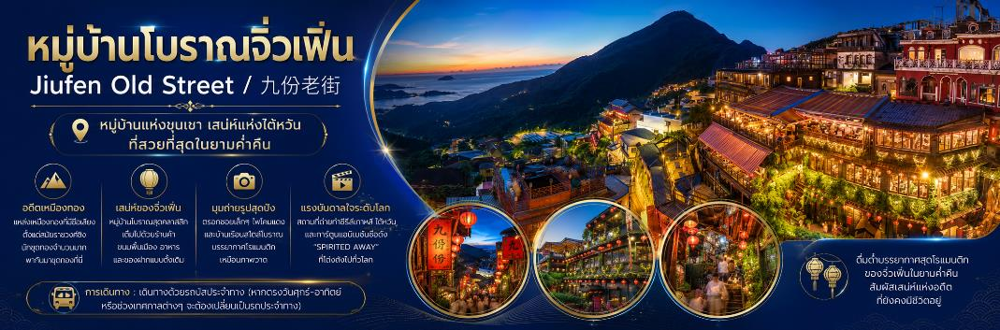 หมู่บ้านโบราณจิ่วเฟิ่น
Jiufen Old Street / 九份老街
หมู่บ้านแห่งขุนเขา เสน่ห์แห่งไต้หวัน
ที่สวยที่สุดในยามค่ำคืน
อดีตเหมืองทอง
แหล่งเหมืองทองที่มีชื่อเสียง
ตั้งแต่สมัยราชวงศ์ชิง
นักขุดทองจำนวนมาก
พากันมาขุดทองที่นี่
เสน่ห์ของจิ่วเฟิ่น
หมู่บ้านโบราณสุดคลาสสิก
เต็มไปด้วยร้านค้า
ขนมพื้นเมือง อาหาร
และของฝากแบบดั้งเดิม
มุมถ่ายรูปสุดปัง
ตรอกซอยเล็กๆ โคมแดง
และบ้านเรือนสไตล์โบราณ
บรรยากาศโรแมนติก
เหมือนภาพวาด
แรงบันดาลใจระดับโลก
สถานที่ถ่ายทำซีรีส์เกาหลี ไต้หวัน
และการ์ตูนแอนิเมชันชื่อดัง
"SPIRITED AWAY"
ที่โด่งดังไปทั่วโลก
การเดินทาง : เดินทางด้วยรถบัสประจำทาง (หากตรงวันศุกร์-อาทิตย์
หรือช่วงเทศกาลต่างๆ จะต้องเปลี่ยนเป็นรถประจำทาง)
ดื่มด่ำบรรยากาศสุดโรแมนติก
ของจิ่วเฟิ่นในยามค่ำคืน
สัมผัสเสน่ห์แห่งอดีต
ที่ยังคงมีชีวิตอยู่